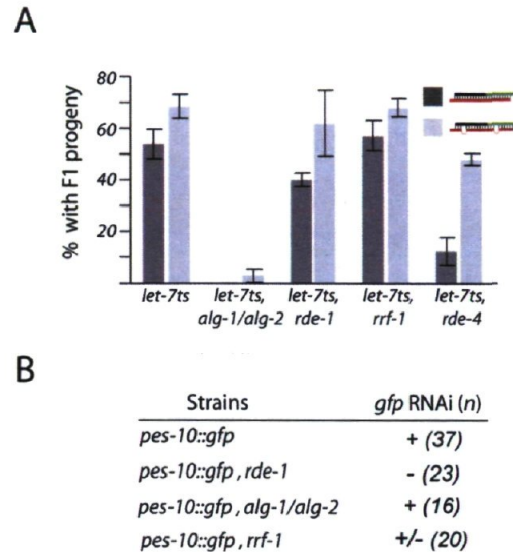 A
% with F1 progeny
80
60
40
20
let-7ts
let-7ts, alg-1/alg-2
let-7ts, rde-1
let-7ts, rrf-1
let-7ts, rde-4
B
Strains gfp RNAi (n)
pes-10::gfp + (37)
pes-10::gfp, rde-1 - (23)
pes-10::gfp, alg-1/alg-2 + (16)
pes-10::gfp, rrf-1 +/- (20)